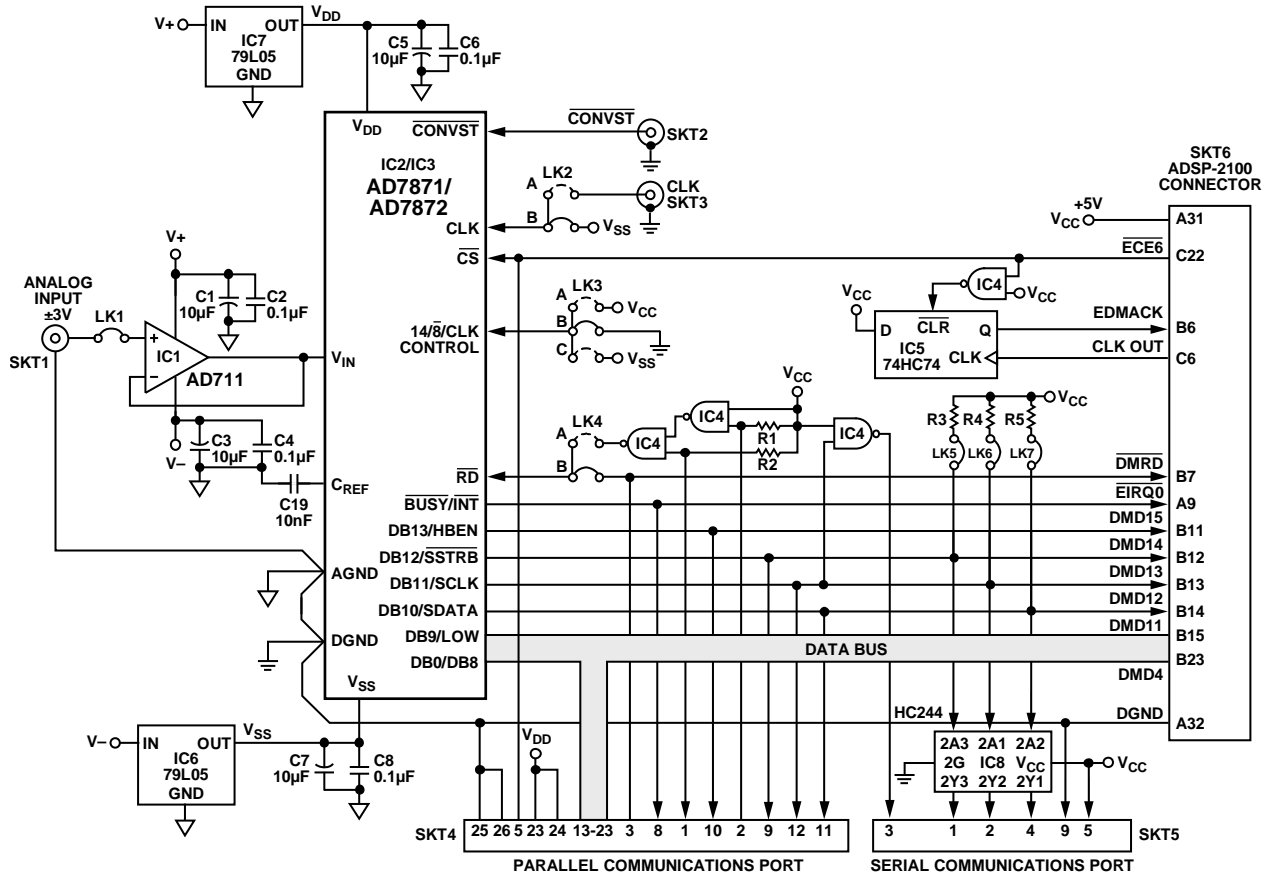 V+ IN OUT VDD
IC7
79L05
GND
C5
10µF
C6
0.1µF
VDD
IC2/IC3
AD7871/
AD7872
CONVST
CLK
CS
14/8/CLK
CONTROL
RD
BUSY/INT
DB13/HBEN
DB12/SSTRB
DB11/SCLK
DB10/SDATA
DB9/LOW
DB0/DB8
VIN
CREF
AGND
DGND
VSS
CONVST
SKT2
A LK2
B VSS
CLK
SKT3
LK3
A VCC
B
C VSS
ANALOG
INPUT
±3V
SKT1
LK1
V+
C1
10µF
C2
0.1µF
+
IC1
–
AD711
V–
C3
10µF
C4
0.1µF
C19
10nF
LK4
A
B
IC4
IC4
VCC
R1
R2
IC4
SKT6
ADSP-2100
CONNECTOR
+5V
VCC A31
ECE6 C22
IC4
VCC
VCC
D CLR Q
IC5
74HC74 CLK
EDMACK B6
CLK OUT C6
R3 R4 R5 VCC
LK5 LK6 LK7
DMRD B7
EIRQ0 A9
DMD15 B11
DMD14 B12
DMD13 B13
DMD12 B14
DMD11 B15
DATA BUS
B23
DMD4
DGND A32
V– IN OUT VSS
IC6
79L05
GND
C7
10µF
C8
0.1µF
VDD
HC244
2A3 2A1 2A2
2G IC8 VCC
2Y3 2Y2 2Y1
VCC
SKT4 25 26 5 23 24 13-23 3 8 1 10 2 9 12 11
PARALLEL COMMUNICATIONS PORT
3 1 2 4 9 5 SKT5
SERIAL COMMUNICATIONS PORT